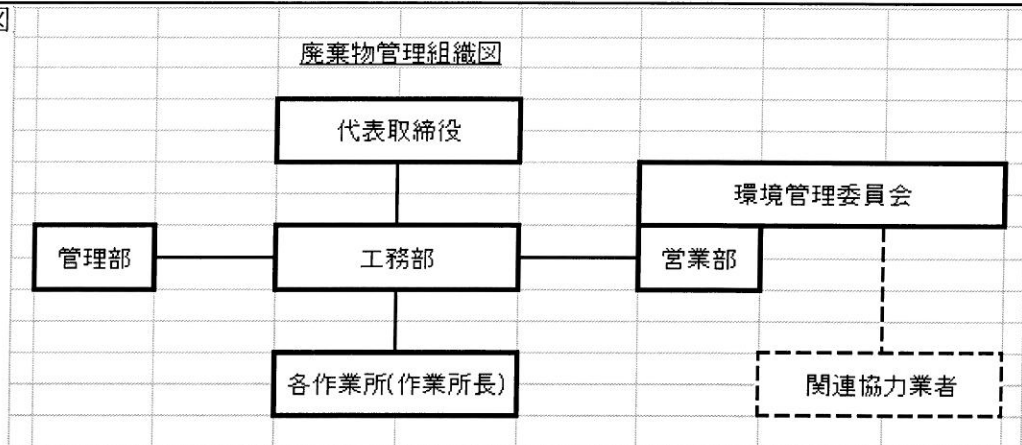 図
廃棄物管理組織図
代表取締役
環境管理委員会
管理部
工務部
営業部
各作業所(作業所長)
関連協力業者